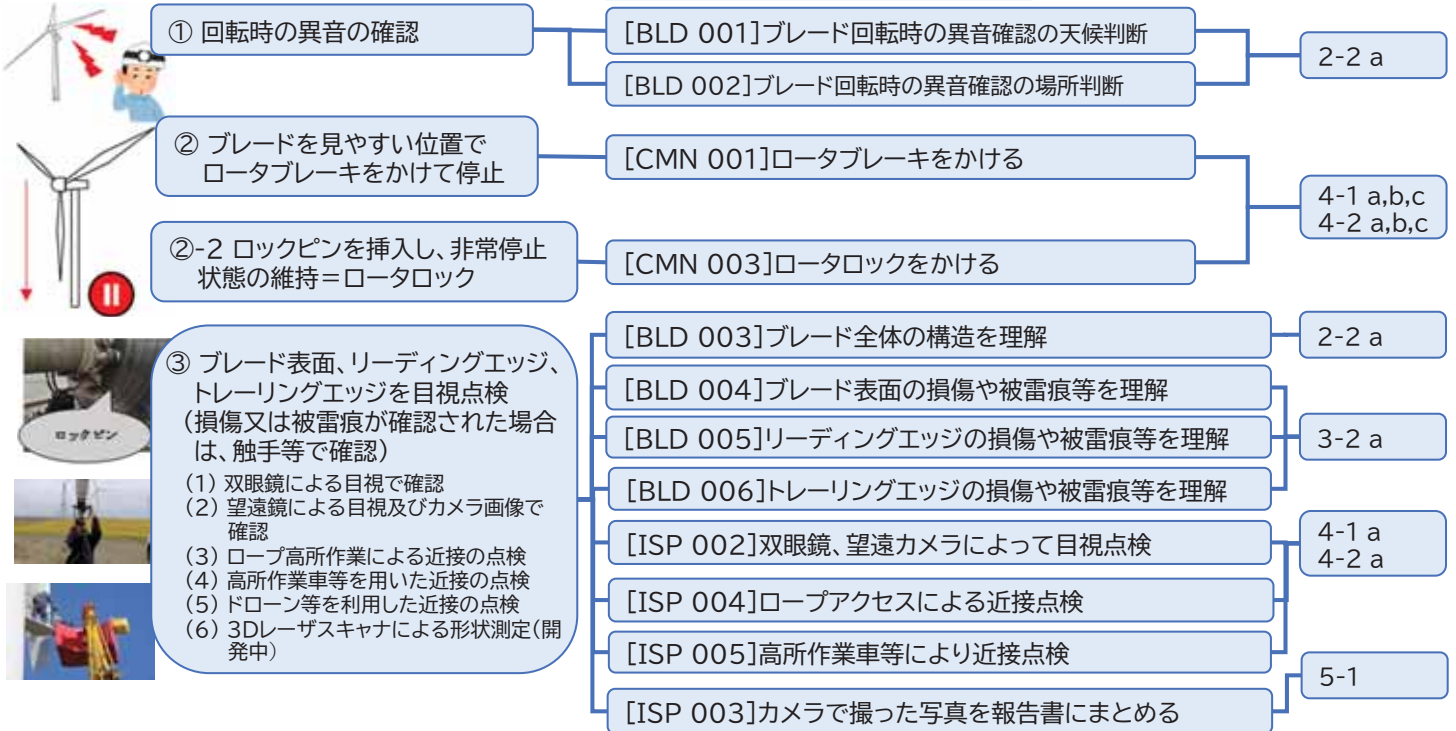 ① 回転時の異音の確認
[BLD 001]ブレード回転時の異音確認の天候判断
[BLD 002]ブレード回転時の異音確認の場所判断
2-2 a
② ブレードを見やすい位置で
ロータブレーキをかけて停止
[CMN 001]ロータブレーキをかける
②-2 ロックピンを挿入し、非常停止
状態の維持＝ロータロック
[CMN 003]ロータロックをかける
4-1 a,b,c
4-2 a,b,c
ロックピン
③ ブレード表面、リーディングエッジ、
トレーリングエッジを目視点検
(損傷又は被雷痕が確認された場合
は、触手等で確認)
(1) 双眼鏡による目視で確認
(2) 望遠鏡による目視及びカメラ画像で
確認
(3) ロープ高所作業による近接の点検
(4) 高所作業車等を用いた近接の点検
(5) ドローン等を利用した近接の点検
(6) 3Dレーザスキャナによる形状測定(開
発中)
[BLD 003]ブレード全体の構造を理解
2-2 a
[BLD 004]ブレード表面の損傷や被雷痕等を理解
[BLD 005]リーディングエッジの損傷や被雷痕等を理解
[BLD 006]トレーリングエッジの損傷や被雷痕等を理解
3-2 a
[ISP 002]双眼鏡、望遠カメラによって目視点検
[ISP 004]ロープアクセスによる近接点検
[ISP 005]高所作業車等により近接点検
4-1 a
4-2 a
[ISP 003]カメラで撮った写真を報告書にまとめる
5-1